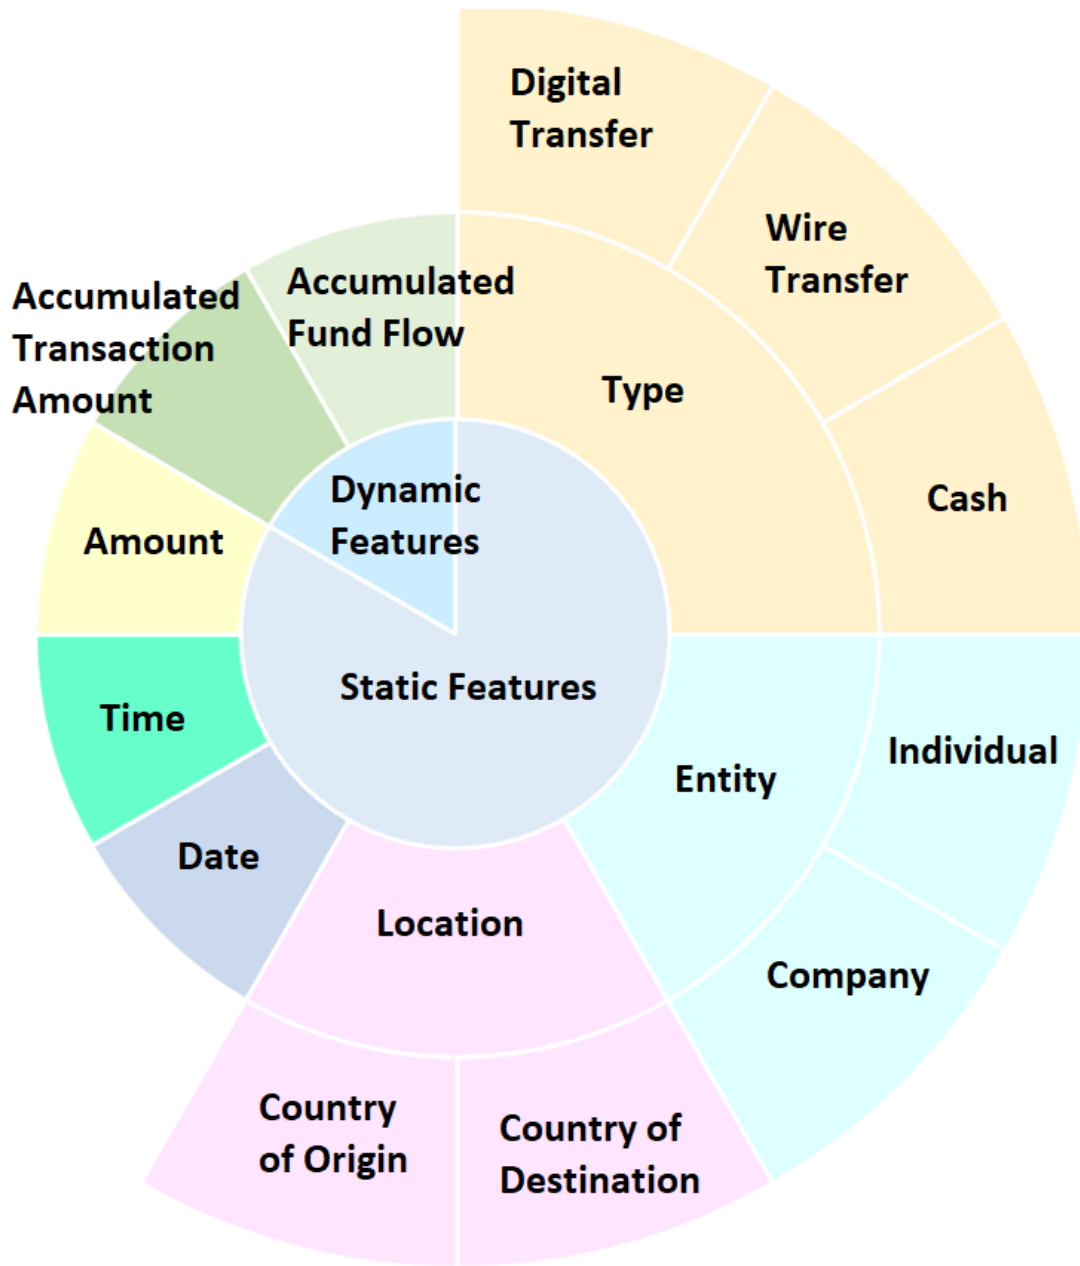 Digital
Transfer
Wire
Transfer
Accumulated
Fund Flow
Accumulated
Transaction
Amount
Type
Cash
Dynamic
Features
Amount
Static Features
Time
Individual
Entity
Date
Location
Company
Country
of Origin
Country of
Destination